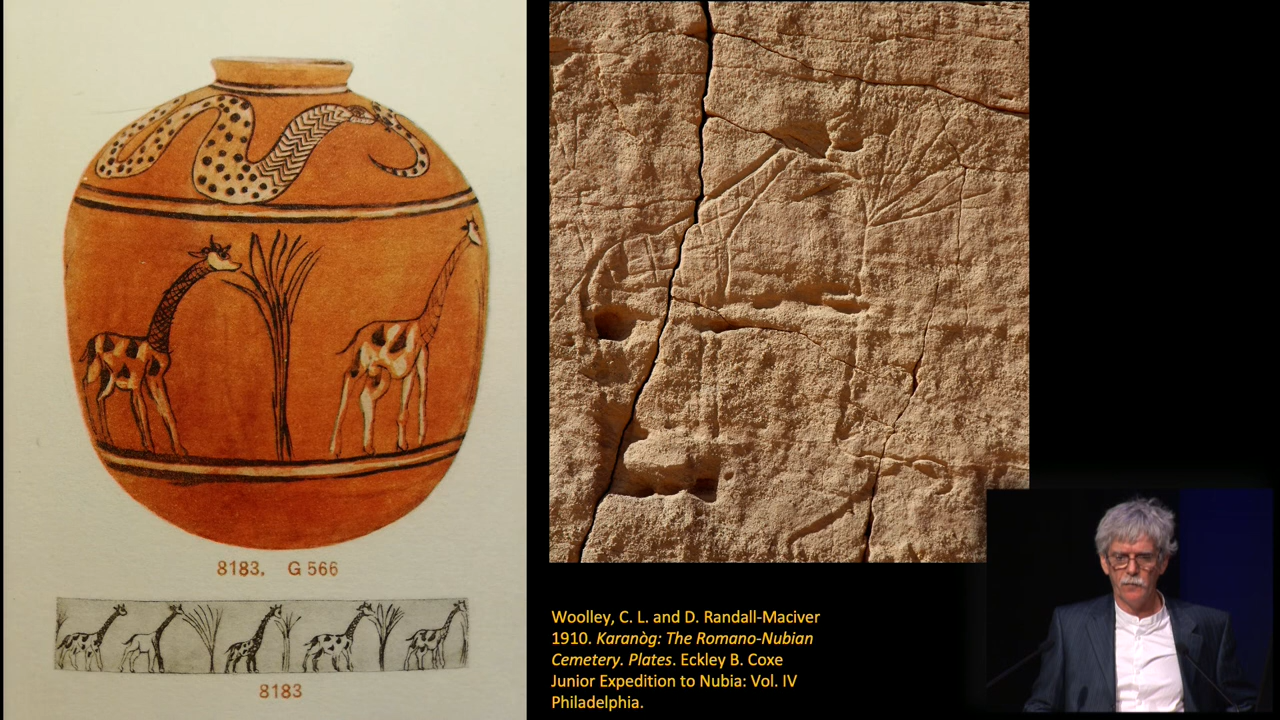 8183. G 566
8183
Woolley, C. L. and D. Randall-Maciver
1910. Karanòg: The Romano-Nubian
Cemetery. Plates. Eckley B. Coxe
Junior Expedition to Nubia: Vol. IV
Philadelphia.